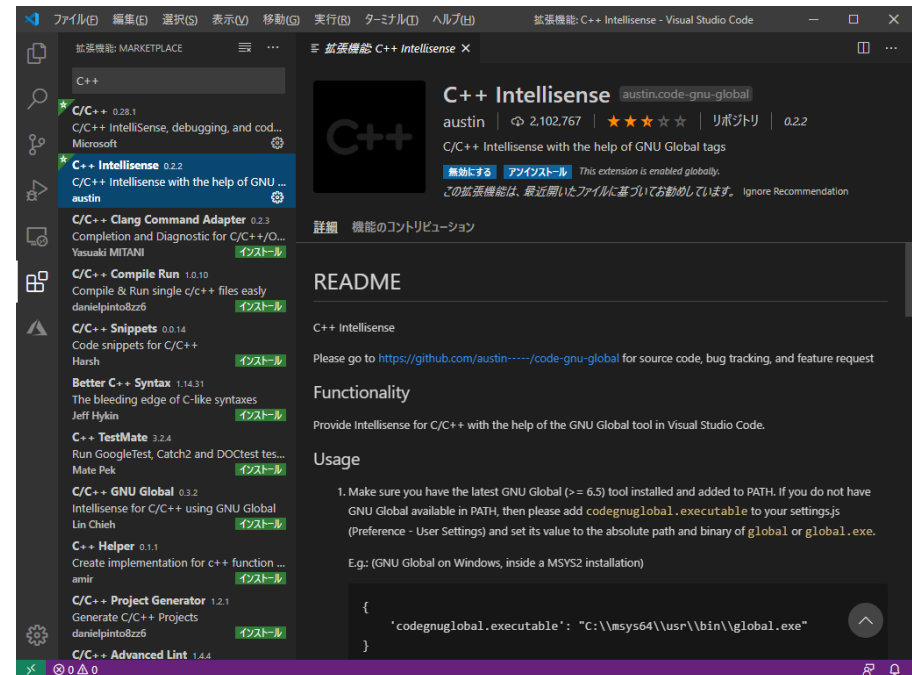 ファイル(F) 編集(E) 選択(S) 表示(V) 移動(G) 実行(R) ターミナル(T) ヘルプ(H) 拡張機能: C++ Intellisense - Visual Studio Code
拡張機能: MARKETPLACE
C++
C/C++ 0.28.1
C/C++ IntelliSense, debugging, and cod...
Microsoft
C++ Intellisense 0.2.2
C/C++ Intellisense with the help of GNU ...
austin
C/C++ Clang Command Adapter 0.2.3
Completion and Diagnostic for C/C++/O...
Yasuaki MITANI インストール
C/C++ Compile Run 1.0.10
Compile & Run single c/c++ files easly
danielpinto8zz6 インストール
C/C++ Snippets 0.0.14
Code snippets for C/C++
Harsh インストール
Better C++ Syntax 1.14.31
The bleeding edge of C-like syntaxes
Jeff Hykin インストール
C++ TestMate 3.2.4
Run GoogleTest, Catch2 and DOCtest tes...
Mate Pek インストール
C/C++ GNU Global 0.3.2
Intellisense for C/C++ using GNU Global
Lin Chieh インストール
C++ Helper 0.1.1
Create implementation for c++ function ...
amir インストール
C/C++ Project Generator 1.2.1
Generate C/C++ Projects
danielpinto8zz6 インストール
C/C++ Advanced Lint 1.4.4
拡張機能: C++ Intellisense
C++
C++ Intellisense austin.code-gnu-global
austin 2,102,767 リポジトリ 0.2.2
C/C++ Intellisense with the help of GNU Global tags
無効にする アンインストール This extension is enabled globally.
この拡張機能は、最近開いたファイルに基づいてお勧めしています。 Ignore Recommendation
詳細 機能のコントリビューション
README
C++ Intellisense
Please go to https://github.com/austin-----/code-gnu-global for source code, bug tracking, and feature request
Functionality
Provide Intellisense for C/C++ with the help of the GNU Global tool in Visual Studio Code.
Usage
1. Make sure you have the latest GNU Global (>= 6.5) tool installed and added to PATH. If you do not have
GNU Global available in PATH, then please add codegnuglobal.executable to your settings.js
(Preference - User Settings) and set its value to the absolute path and binary of global or global.exe.
E.g.: (GNU Global on Windows, inside a MSYS2 installation)
{
'codegnuglobal.executable': "C:\\msys64\\usr\\bin\\global.exe"
}
0 0